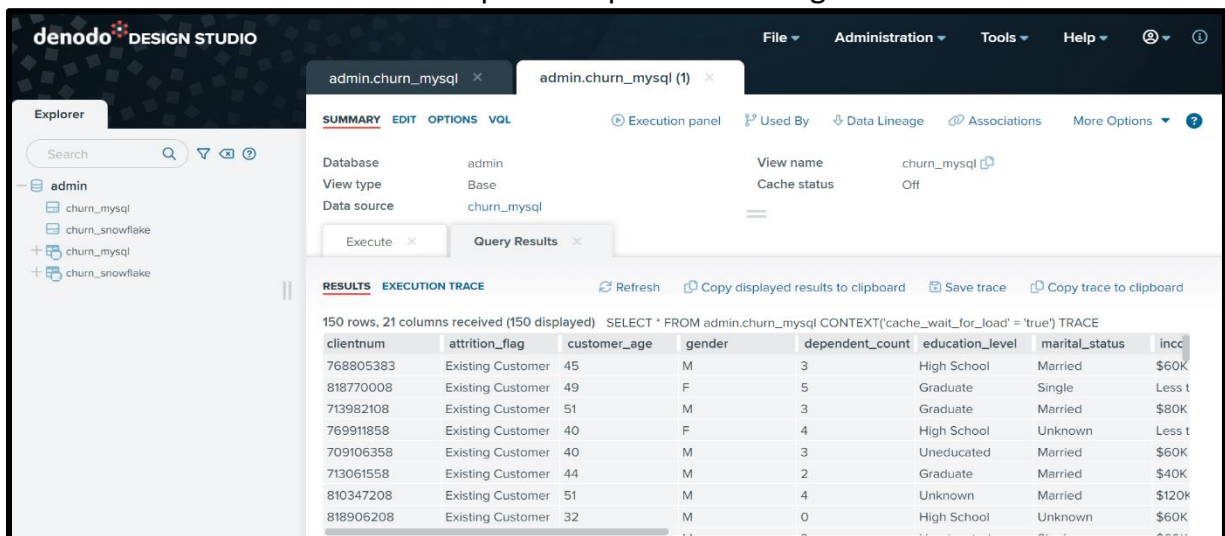 denodo DESIGN STUDIO File Administration Tools Help
admin.churn_mysql admin.churn_mysql (1)
Explorer
SUMMARY EDIT OPTIONS VQL Execution panel Used By Data Lineage Associations More Options
Search
Database admin View name churn_mysql
View type Base Cache status Off
Data source churn_mysql
admin
churn_mysql
churn_snowflake
churn_mysql
churn_snowflake
Execute Query Results
RESULTS EXECUTION TRACE Refresh Copy displayed results to clipboard Save trace Copy trace to clipboard
150 rows, 21 columns received (150 displayed) SELECT * FROM admin.churn_mysql CONTEXT('cache_wait_for_load' = 'true') TRACE
clientnum attrition_flag customer_age gender dependent_count education_level marital_status
768805383 Existing Customer 45 M 3 High School Married $60K
818770008 Existing Customer 49 F 5 Graduate Single Less t
713982108 Existing Customer 51 M 3 Graduate Married $80K
769911858 Existing Customer 40 F 4 High School Unknown Less t
709106358 Existing Customer 40 M 3 Uneducated Married $60K
713061558 Existing Customer 44 M 2 Graduate Married $40K
810347208 Existing Customer 51 M 4 Unknown Married $120K
818906208 Existing Customer 32 M 0 High School Unknown $60K